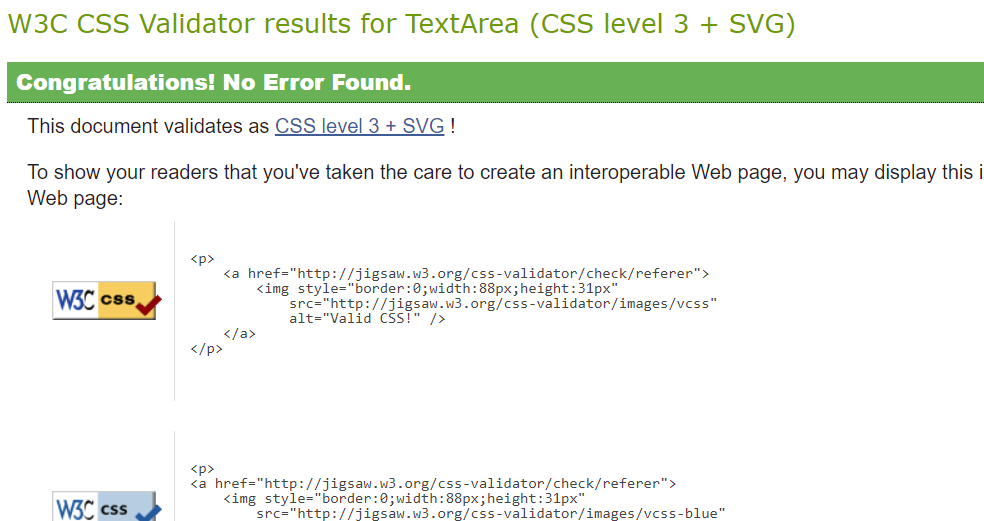 W3C CSS Validator results for TextArea (CSS level 3 + SVG)
Congratulations! No Error Found.
This document validates as CSS level 3 + SVG !
To show your readers that you've taken the care to create an interoperable Web page, you may display this i
Web page:
<p>
<a href="http://jigsaw.w3.org/css-validator/check/referer">
<img style="border:0;width:88px;height:31px"
src="http://jigsaw.w3.org/css-validator/images/vcss"
alt="Valid CSS!" />
</a>
</p>
W3C css
<p>
<a href="http://jigsaw.w3.org/css-validator/check/referer">
<img style="border:0;width:88px;height:31px"
src="http://jigsaw.w3.org/css-validator/images/vcss-blue"
W3C css